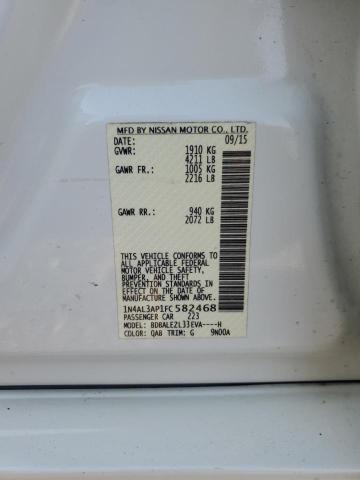 MFD BY NISSAN MOTOR CO., LTD.
DATE: 09/15
GVWR: 1910 KG
4211 LB
GAWR FR.: 1005 KG
2216 LB
GAWR RR.: 940 KG
2072 LB
THIS VEHICLE CONFORMS TO
ALL APPLICABLE FEDERAL
MOTOR VEHICLE SAFETY,
BUMPER, AND THEFT
PREVENTION STANDARDS
IN EFFECT ON THE DATE OF
MANUFACTURE SHOWN ABOVE.
1N4AL3AP1FC582468
PASSENGER CAR 223
MODEL: BDBALE2L33EVA----H
COLOR: QAB TRIM: G 9N00A